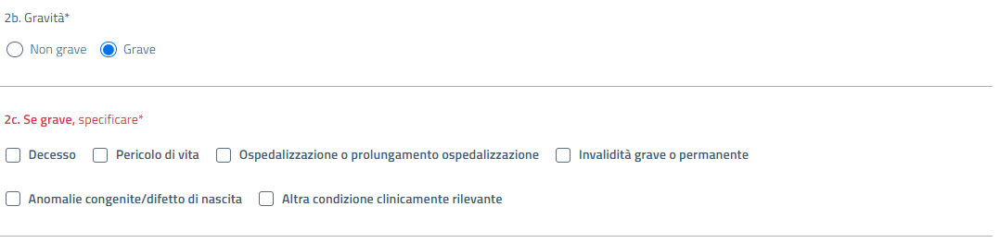 2b. Gravità*
Non grave Grave
2c. Se grave, specificare*
Decesso Pericolo di vita Ospedalizzazione o prolungamento ospedalizzazione Invalidità grave o permanente
Anomalie congenite/difetto di nascita Altra condizione clinicamente rilevante